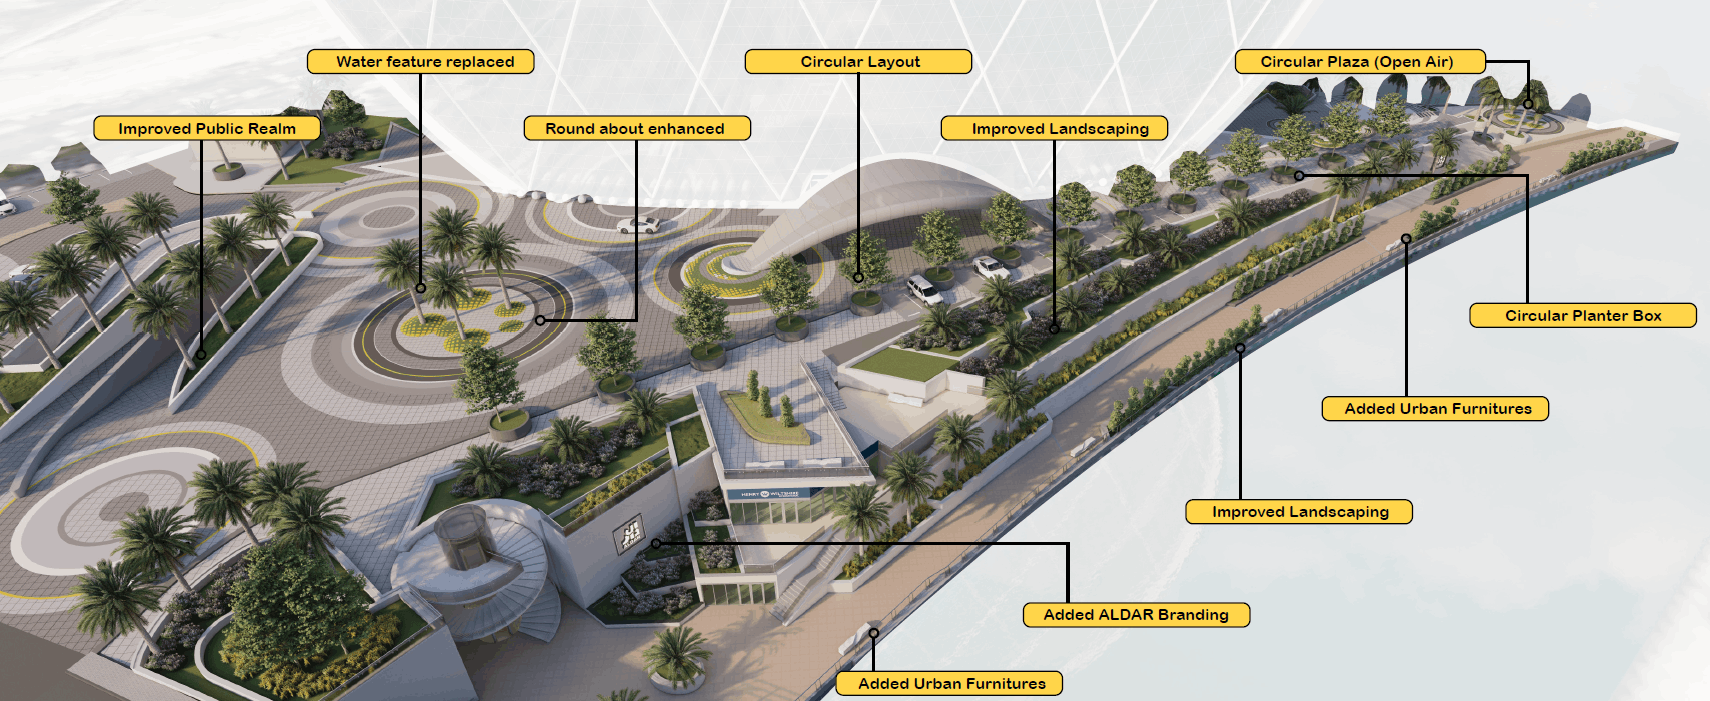 Water feature replaced
Circular Layout
Circular Plaza (Open Air)
Improved Public Realm
Round about enhanced
Improved Landscaping
Circular Planter Box
Added Urban Furnitures
Improved Landscaping
HENRY WILTSHIRE
ALDAR
Added ALDAR Branding
Added Urban Furnitures